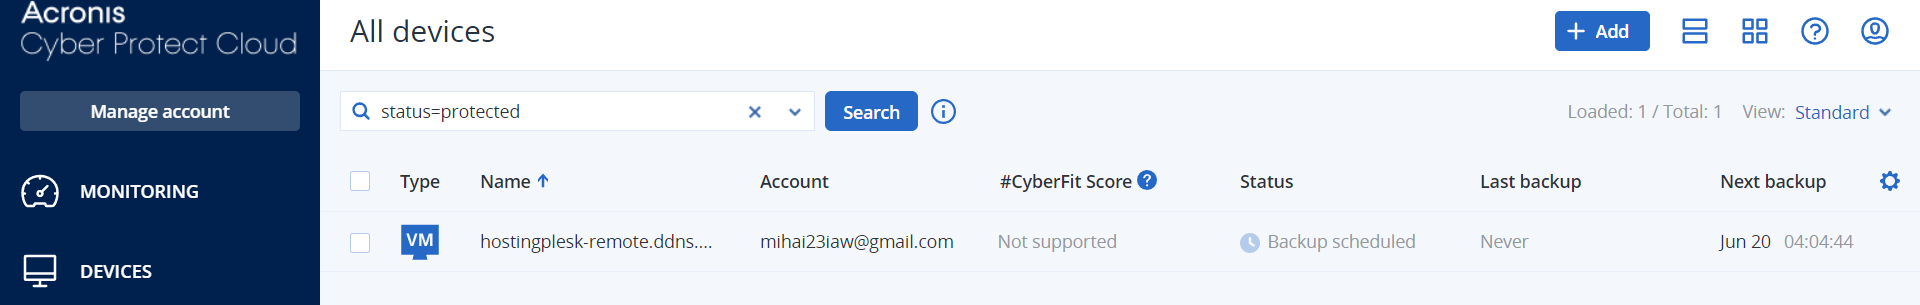 Acronis
Cyber Protect Cloud
Manage account
MONITORING
DEVICES
All devices
Add
status=protected
Search
Loaded: 1 / Total: 1 View: Standard
Type Name Account #CyberFit Score Status Last backup Next backup
VM hostingplesk-remote.ddns.... mihai23iaw@gmail.com Not supported Backup scheduled Never Jun 20 04:04:44